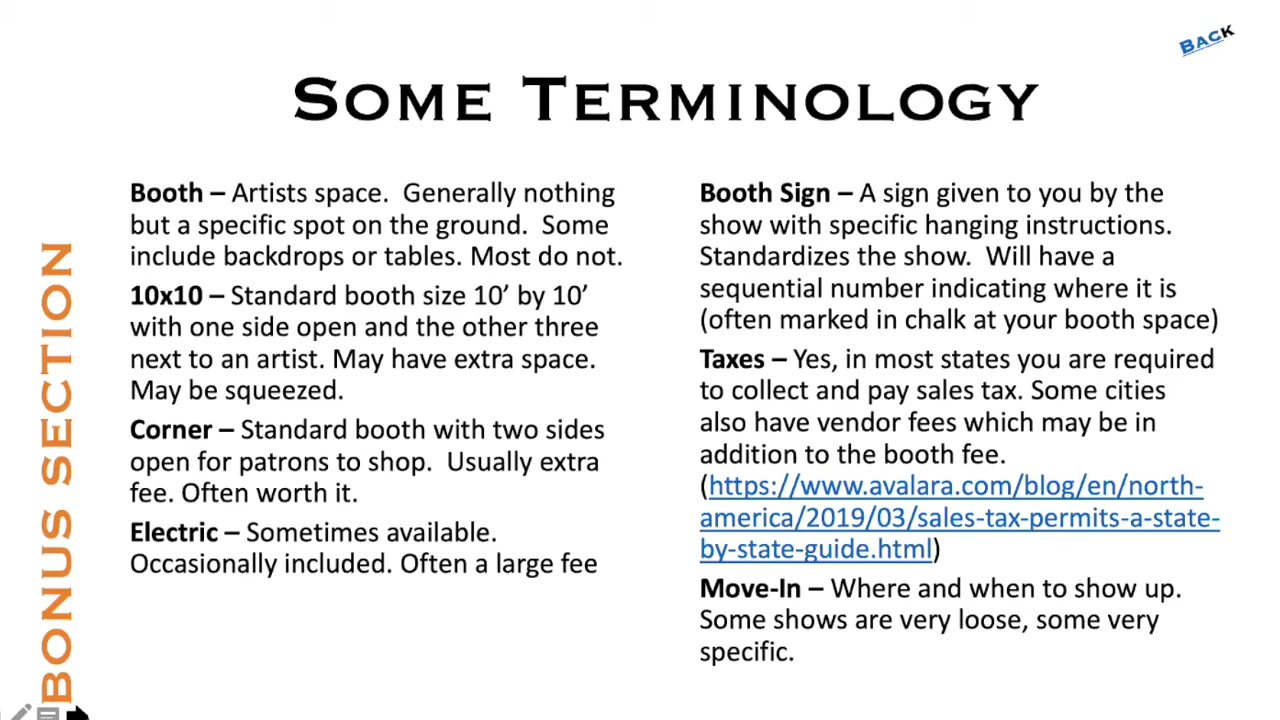 BACK
SOME TERMINOLOGY
Booth – Artists space.  Generally nothing
but a specific spot on the ground.  Some
include backdrops or tables. Most do not.
10x10 – Standard booth size 10’ by 10’
with one side open and the other three
next to an artist. May have extra space.
May be squeezed.
Corner – Standard booth with two sides
open for patrons to shop.  Usually extra
fee. Often worth it.
Electric – Sometimes available.
Occasionally included. Often a large fee
Booth Sign – A sign given to you by the
show with specific hanging instructions.
Standardizes the show.  Will have a
sequential number indicating where it is
(often marked in chalk at your booth space)
Taxes – Yes, in most states you are required
to collect and pay sales tax. Some cities
also have vendor fees which may be in
addition to the booth fee.
(https://www.avalara.com/blog/en/north-
america/2019/03/sales-tax-permits-a-state-
by-state-guide.html)
Move-In – Where and when to show up.
Some shows are very loose, some very
specific.
BONUS SECTION